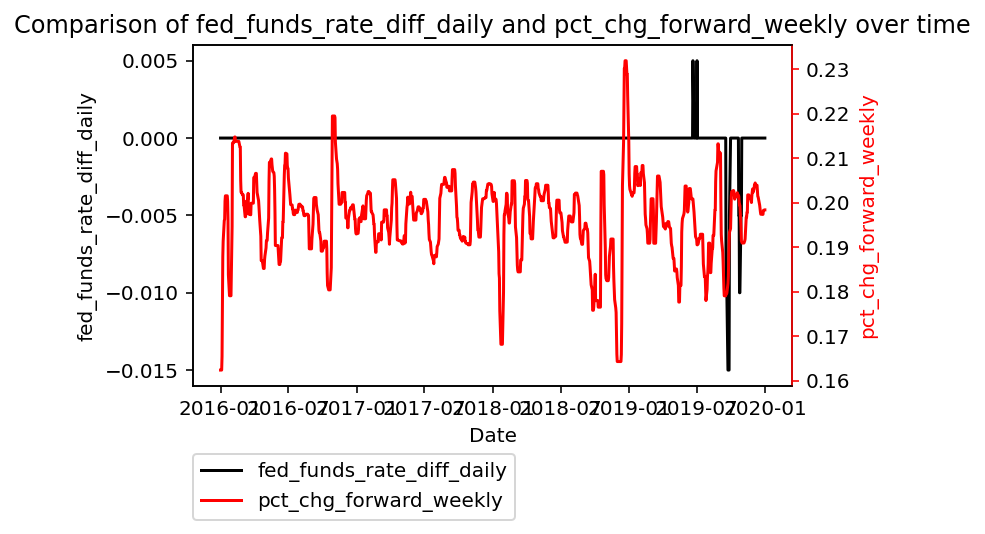 Comparison of fed_funds_rate_diff_daily and pct_chg_forward_weekly over time
fed_funds_rate_diff_daily
0.005
0.000
−0.005
−0.010
−0.015
0.23
0.22
0.21
0.20
0.19
0.18
0.17
0.16
pct_chg_forward_weekly
2016-01 2016-07 2017-01 2017-07 2018-01 2018-07 2019-01 2019-07 2020-01
Date
fed_funds_rate_diff_daily
pct_chg_forward_weekly